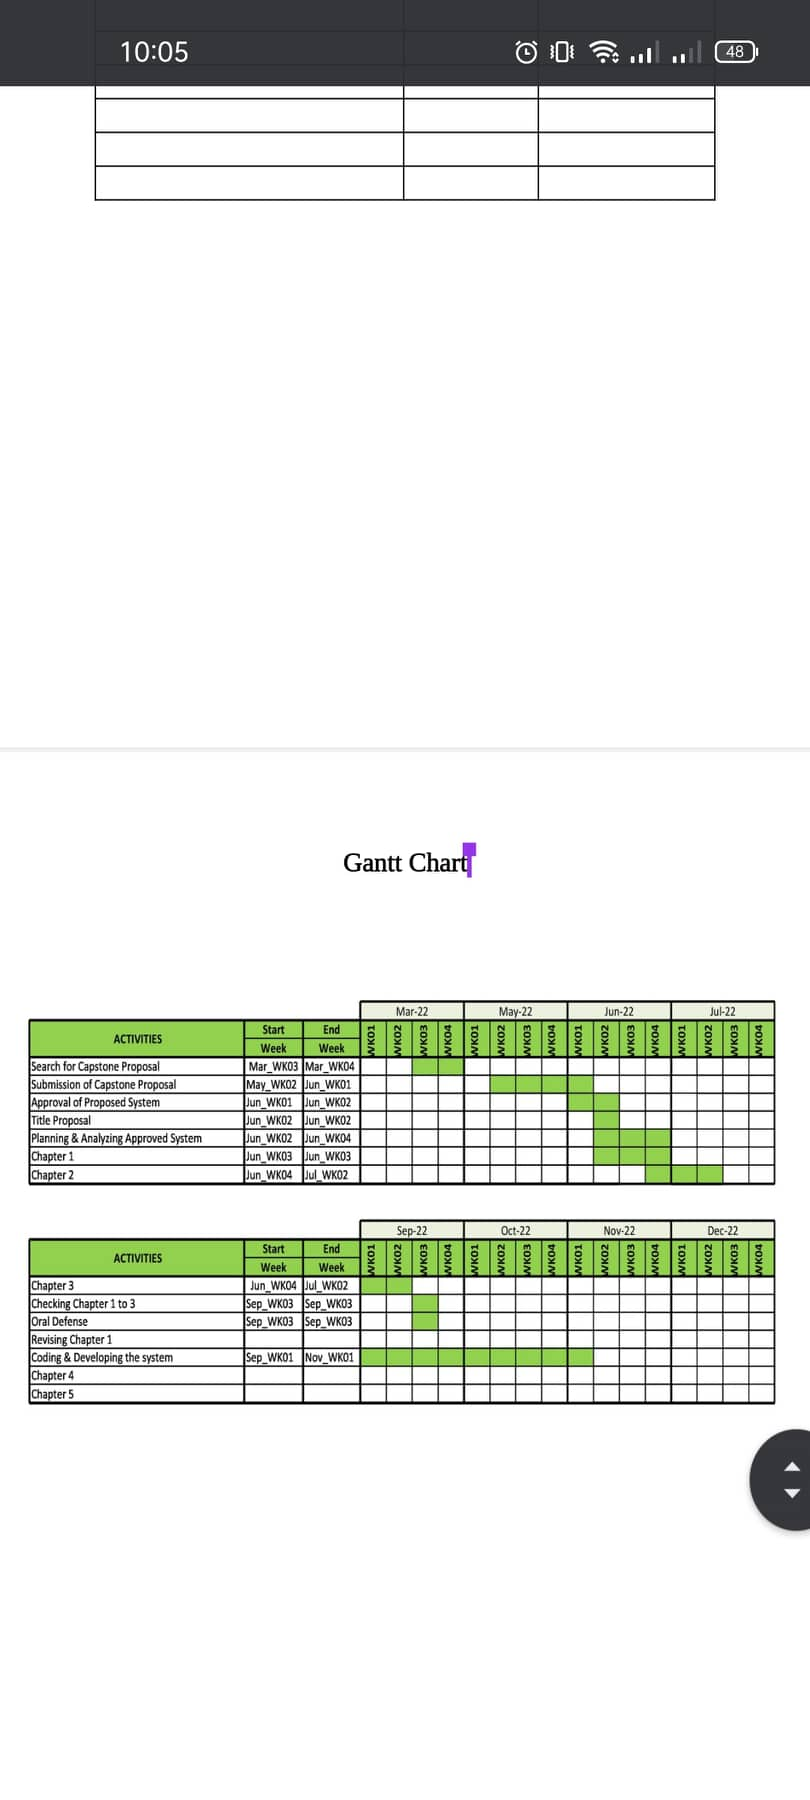 10:05
48
Gantt Chart
Mar-22 May-22 Jun-22 Jul-22
ACTIVITIES Start Week End Week WK01 WK02 WK03 WK04 WK01 WK02 WK03 WK04 WK01 WK02 WK03 WK04 WK01 WK02 WK03 WK04
Search for Capstone Proposal Mar_WK03 Mar_WK04
Submission of Capstone Proposal May_WK02 Jun_WK01
Approval of Proposed System Jun_WK01 Jun_WK02
Title Proposal Jun_WK02 Jun_WK02
Planning & Analyzing Approved System Jun_WK02 Jun_WK04
Chapter 1 Jun_WK03 Jun_WK03
Chapter 2 Jun_WK04 Jul_WK02
Sep-22 Oct-22 Nov-22 Dec-22
ACTIVITIES Start Week End Week WK01 WK02 WK03 WK04 WK01 WK02 WK03 WK04 WK01 WK02 WK03 WK04 WK01 WK02 WK03 WK04
Chapter 3 Jun_WK04 Jul_WK02
Checking Chapter 1 to 3 Sep_WK03 Sep_WK03
Oral Defense Sep_WK03 Sep_WK03
Revising Chapter 1
Coding & Developing the system Sep_WK01 Nov_WK01
Chapter 4
Chapter 5